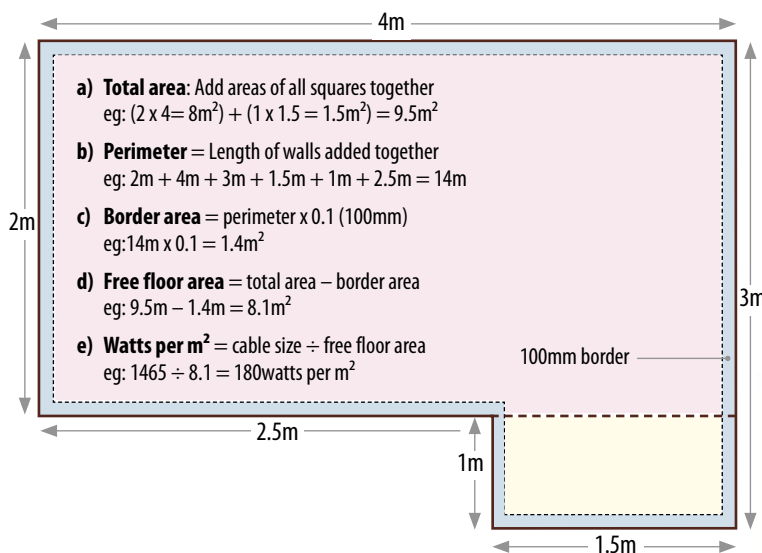 4m
a) Total area: Add areas of all squares together
eg: (2 x 4= 8m²) + (1 x 1.5 = 1.5m²) = 9.5m²
b) Perimeter = Length of walls added together
eg: 2m + 4m + 3m + 1.5m + 1m + 2.5m = 14m
2m
c) Border area = perimeter x 0.1 (100mm)
eg:14m x 0.1 = 1.4m²
d) Free floor area = total area – border area
eg: 9.5m – 1.4m = 8.1m²
3m
e) Watts per m² = cable size ÷ free floor area
eg: 1465 ÷ 8.1 = 180watts per m²
100mm border
2.5m
1m
1.5m